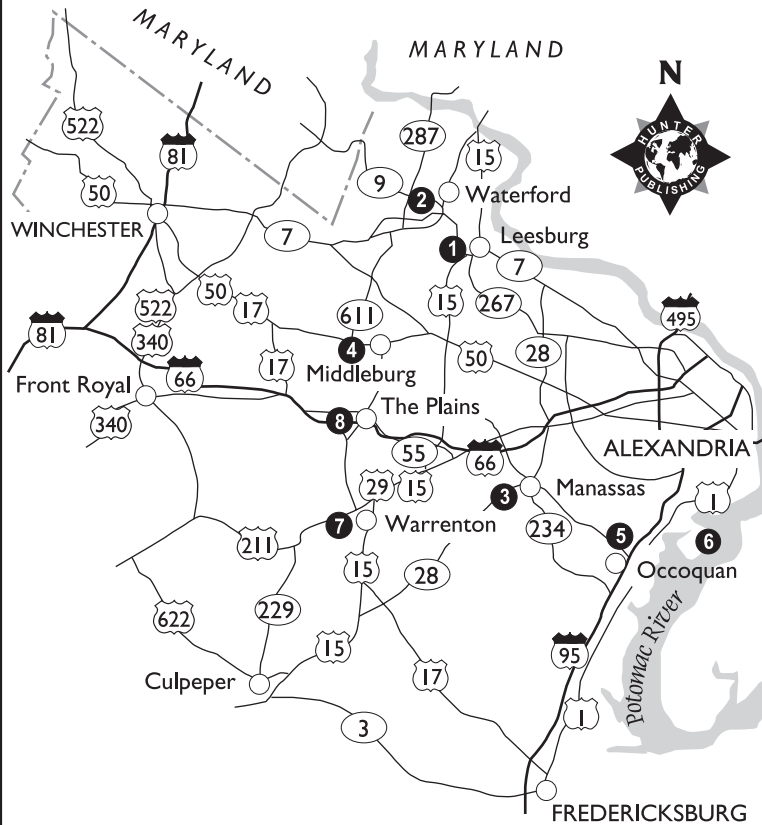 MARYLAND
MARYLAND
N
HUNTER
PUBLISHING
522
81
287
15
9
2
Waterford
50
WINCHESTER
7
1
Leesburg
7
50
17
522
340
611
15
267
28
495
81
4
Middleburg
50
17
66
Front Royal
340
8
The Plains
55
66
ALEXANDRIA
29
15
3
Manassas
1
7
Warrenton
234
5
6
Occoquan
211
15
28
622
229
15
95
Potomac River
Culpeper
17
1
3
FREDERICKSBURG